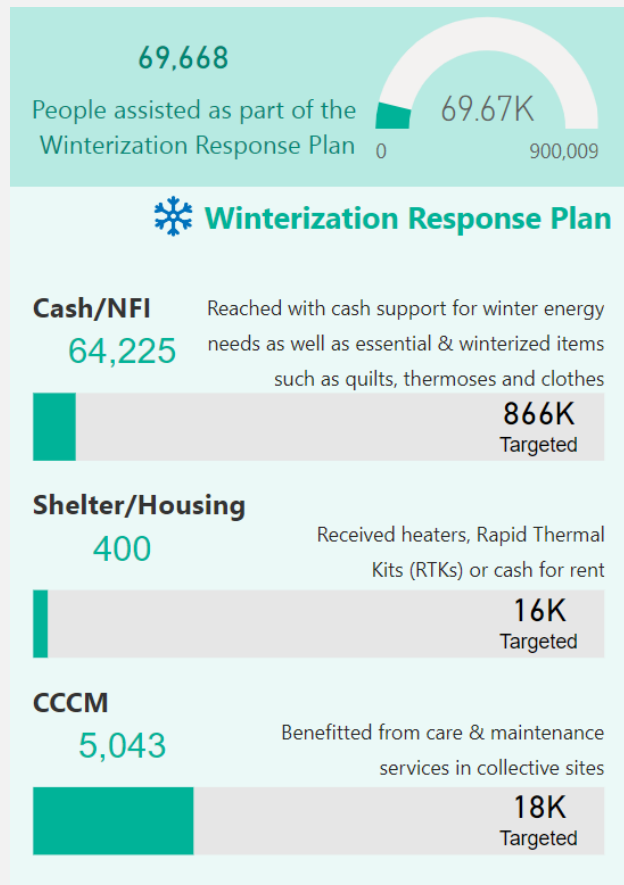 69,668
People assisted as part of the
Winterization Response Plan
69.67K
0
900,009
Winterization Response Plan
Cash/NFI
64,225
Reached with cash support for winter energy
needs as well as essential & winterized items
such as quilts, thermoses and clothes
866K
Targeted
Shelter/Housing
400
Received heaters, Rapid Thermal
Kits (RTKs) or cash for rent
16K
Targeted
CCCM
5,043
Benefitted from care & maintenance
services in collective sites
18K
Targeted